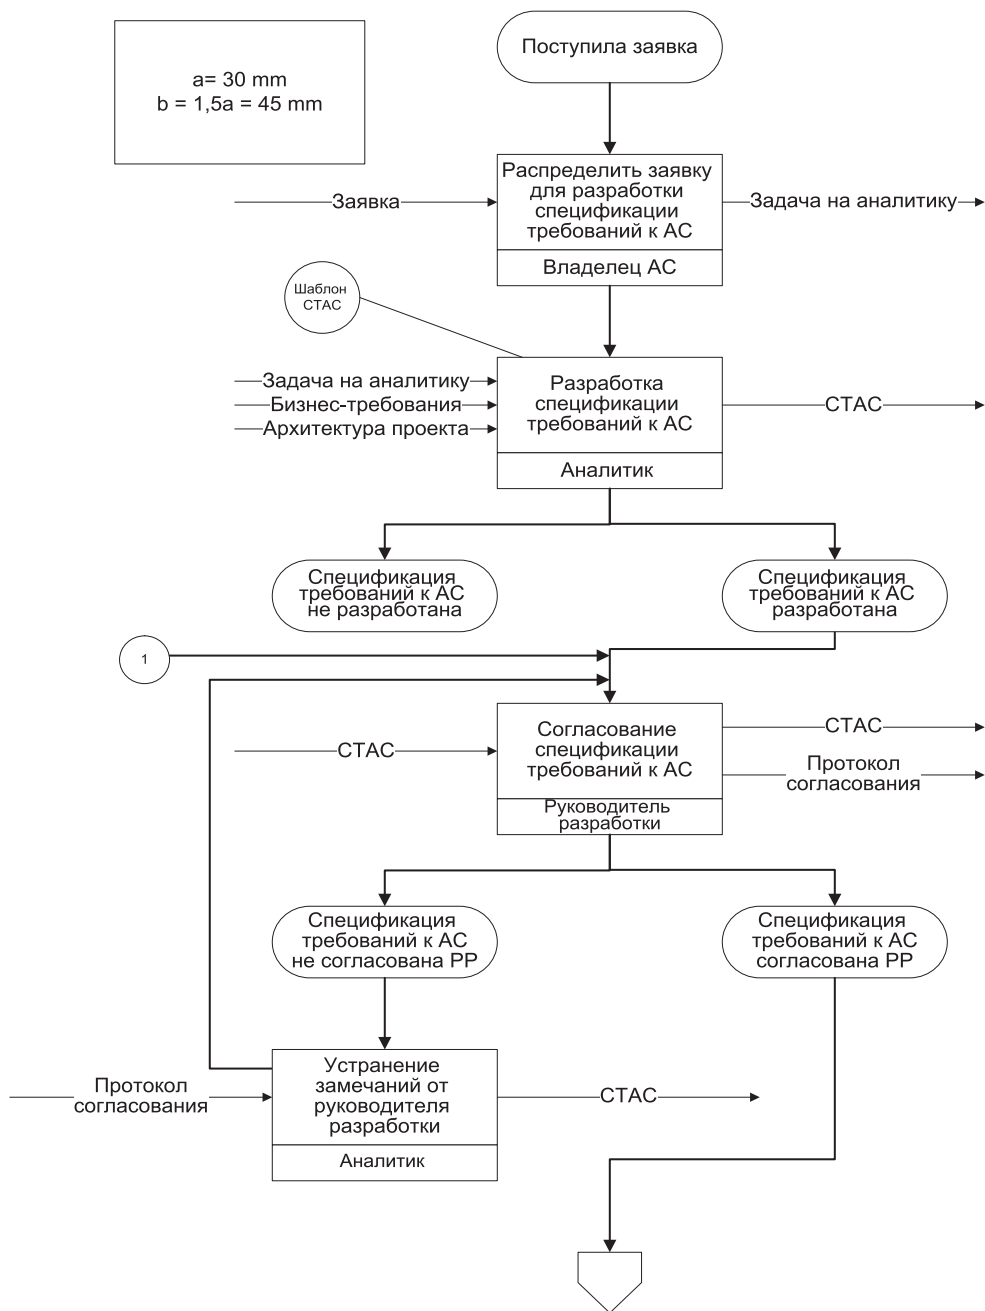 Поступила заявка
a= 30 mm
b = 1,5a = 45 mm
Распределить заявку
для разработки
спецификации
требований к АС
Владелец АС
Заявка
Задача на аналитику
Шаблон
СТАС
Задача на аналитику
Бизнес-требования
Архитектура проекта
Разработка
спецификации
требований к АС
Аналитик
СТАС
Спецификация
требований к АС
не разработана
Спецификация
требований к АС
разработана
1
СТАС
Согласование
спецификации
требований к АС
Руководитель
разработки
СТАС
Протокол
согласования
Спецификация
требований к АС
не согласована РР
Спецификация
требований к АС
согласована РР
Протокол
согласования
Устранение
замечаний от
руководителя
разработки
Аналитик
СТАС